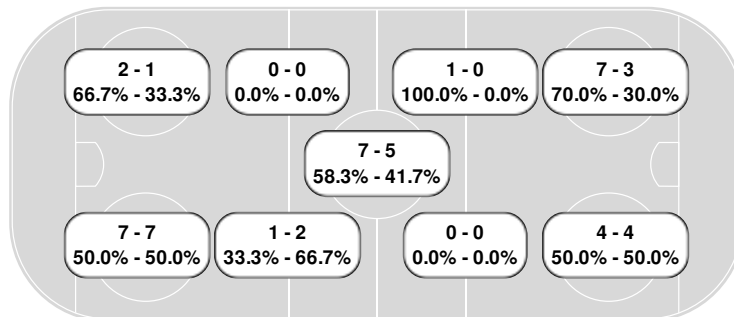 2 - 1
66.7% - 33.3%
0 - 0
0.0% - 0.0%
1 - 0
100.0% - 0.0%
7 - 3
70.0% - 30.0%
7 - 5
58.3% - 41.7%
7 - 7
50.0% - 50.0%
1 - 2
33.3% - 66.7%
0 - 0
0.0% - 0.0%
4 - 4
50.0% - 50.0%